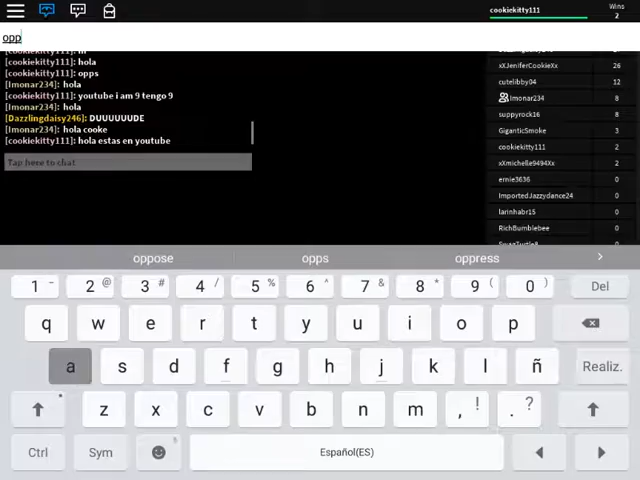 cookiekitty111
Wins
2
opp
[cookiekitty111]: hola
[cookiekitty111]: opps
[lmonar234]: hola
[cookiekitty111]: youtube i am 9 tengo 9
[lmonar234]: hola
[Dazzlingdaisy246]: DUUUUUUDE
[lmonar234]: hola cooke
[cookiekitty111]: hola estas en youtube
Tap here to chat
xXJeniferCookieXx 26
cutelibby04 12
lmonar234 8
suppyrock16 8
GiganticSmoke 3
cookiekitty111 2
xXmichelle9494Xx 2
ernie3636 0
ImportedJazzydance24 0
larinhabr15 0
RichBumblebee 0
oppose opps oppress >
1 - 2 @ 3 # 4 / 5 % 6 ^ 7 & 8 * 9 ( 0 ) Del
q w e r t y u i o p
a s d f g h j k l ñ Realiz.
z x c v b n m , ! . ?
Ctrl Sym Español(ES)